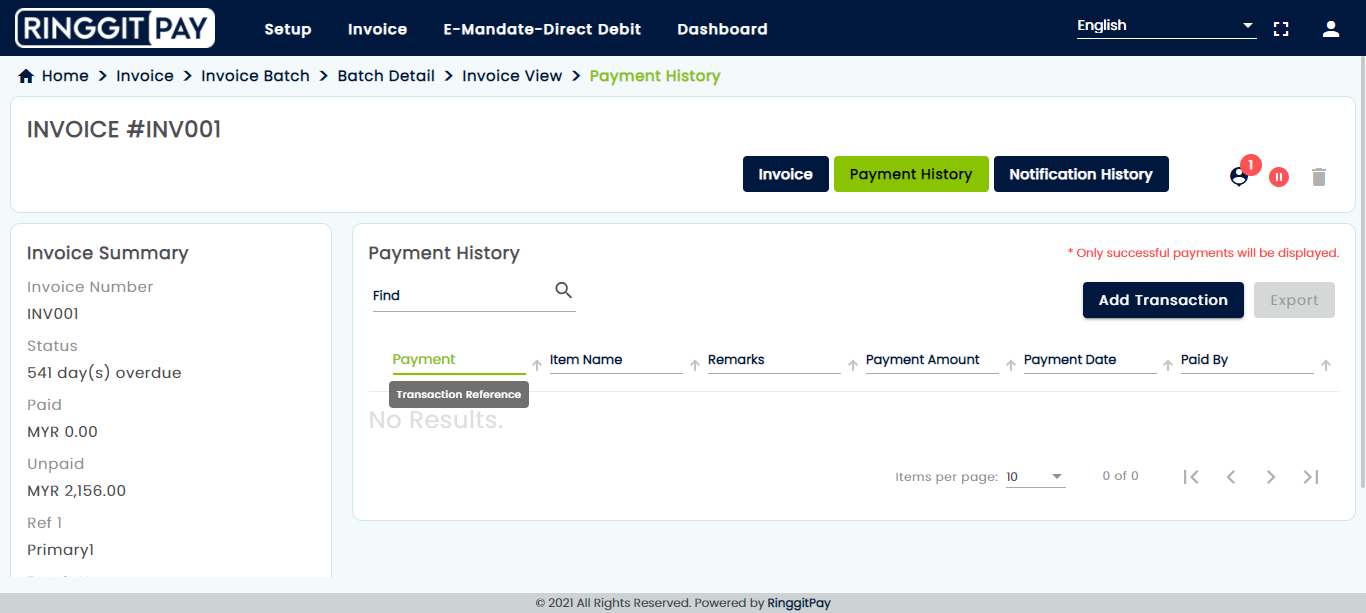 RINGGIT PAY Setup Invoice E-Mandate-Direct Debit Dashboard English
Home > Invoice > Invoice Batch > Batch Detail > Invoice View > Payment History
INVOICE #INV001
Invoice Payment History Notification History 1
Invoice Summary
Invoice Number
INV001
Status
541 day(s) overdue
Paid
MYR 0.00
Unpaid
MYR 2,156.00
Ref 1
Primary1
Payment History
* Only successful payments will be displayed.
Find
Add Transaction Export
Payment Item Name Remarks Payment Amount Payment Date Paid By
Transaction Reference
No Results.
Items per page: 10 0 of 0
© 2021 All Rights Reserved. Powered by RinggitPay